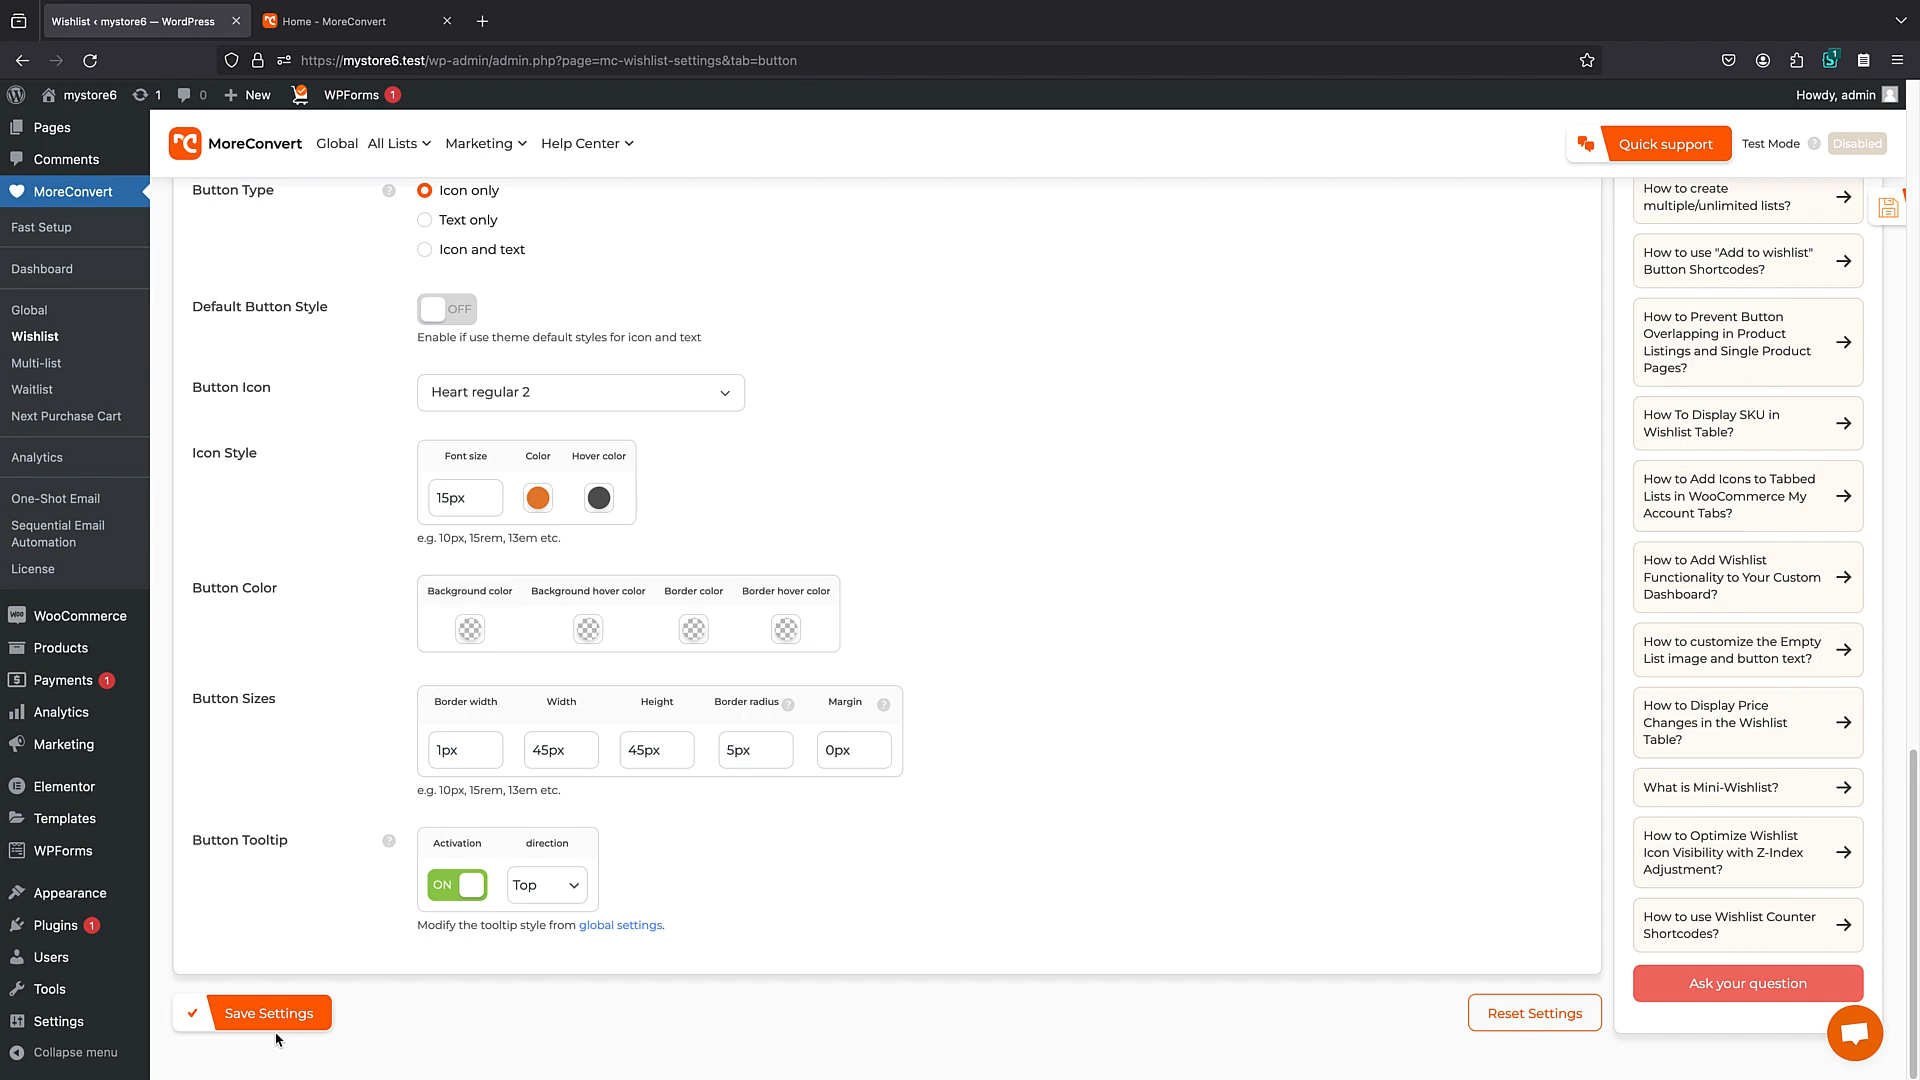 Wishlist ‹ mystore6 — WordPress
Home - MoreConvert
https://mystore6.test/wp-admin/admin.php?page=mc-wishlist-settings&tab=button
1
mystore6
1
0
New
WPForms 1
Howdy, admin
Pages
Comments
MoreConvert
Fast Setup
Dashboard
Global
Wishlist
Multi-list
Waitlist
Next Purchase Cart
Analytics
One-Shot Email
Sequential Email
Automation
License
WooCommerce
Products
Payments 1
Analytics
Marketing
Elementor
Templates
WPForms
Appearance
Plugins 1
Users
Tools
Settings
Collapse menu
MoreConvert
Global
All Lists
Marketing
Help Center
Quick support
Test Mode ?
Disabled
Button Type ?
Icon only
Text only
Icon and text
Default Button Style
OFF
Enable if use theme default styles for icon and text
Button Icon
Heart regular 2
Icon Style
Font size Color Hover color
15px
e.g. 10px, 15rem, 13em etc.
Button Color
Background color Background hover color Border color Border hover color
Button Sizes
Border width Width Height Border radius ? Margin ?
1px 45px 45px 5px 0px
e.g. 10px, 15rem, 13em etc.
Button Tooltip ?
Activation direction
ON Top
Modify the tooltip style from global settings.
Save Settings
Reset Settings
How to create
multiple/unlimited lists?
How to use "Add to wishlist"
Button Shortcodes?
How to Prevent Button
Overlapping in Product
Listings and Single Product
Pages?
How To Display SKU in
Wishlist Table?
How to Add Icons to Tabbed
Lists in WooCommerce My
Account Tabs?
How to Add Wishlist
Functionality to Your Custom
Dashboard?
How to customize the Empty
List image and button text?
How to Display Price
Changes in the Wishlist
Table?
What is Mini-Wishlist?
How to Optimize Wishlist
Icon Visibility with Z-Index
Adjustment?
How to use Wishlist Counter
Shortcodes?
Ask your question